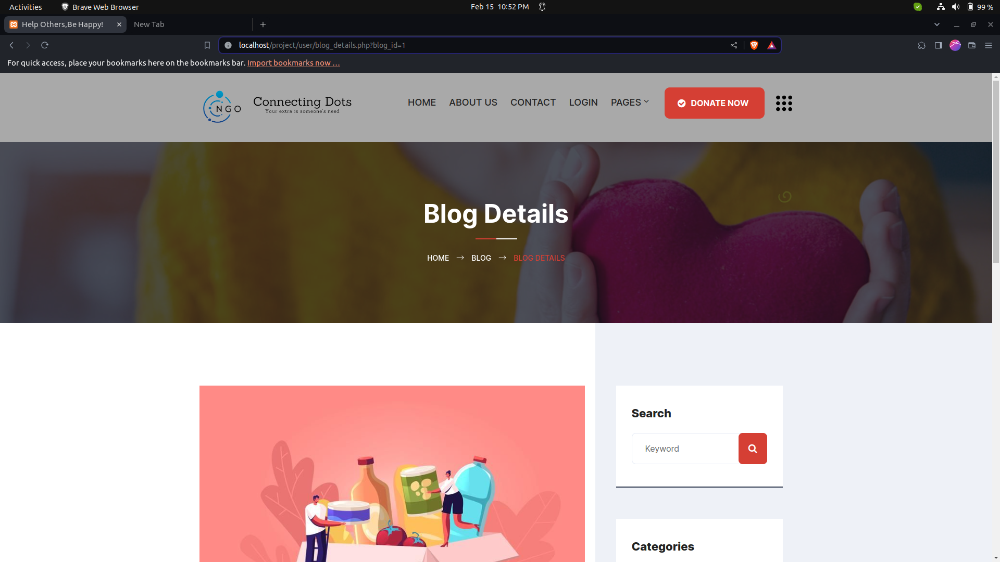 Activities
Brave Web Browser
Feb 15 10:52 PM
99 %
Help Others,Be Happy!
New Tab
localhost/project/user/blog_details.php?blog_id=1
For quick access, place your bookmarks here on the bookmarks bar. Import bookmarks now …
NGO
Connecting Dots
Your extra is someone's need
HOME
ABOUT US
CONTACT
LOGIN
PAGES
DONATE NOW
Blog Details
HOME → BLOG → BLOG DETAILS
Search
Keyword
Categories